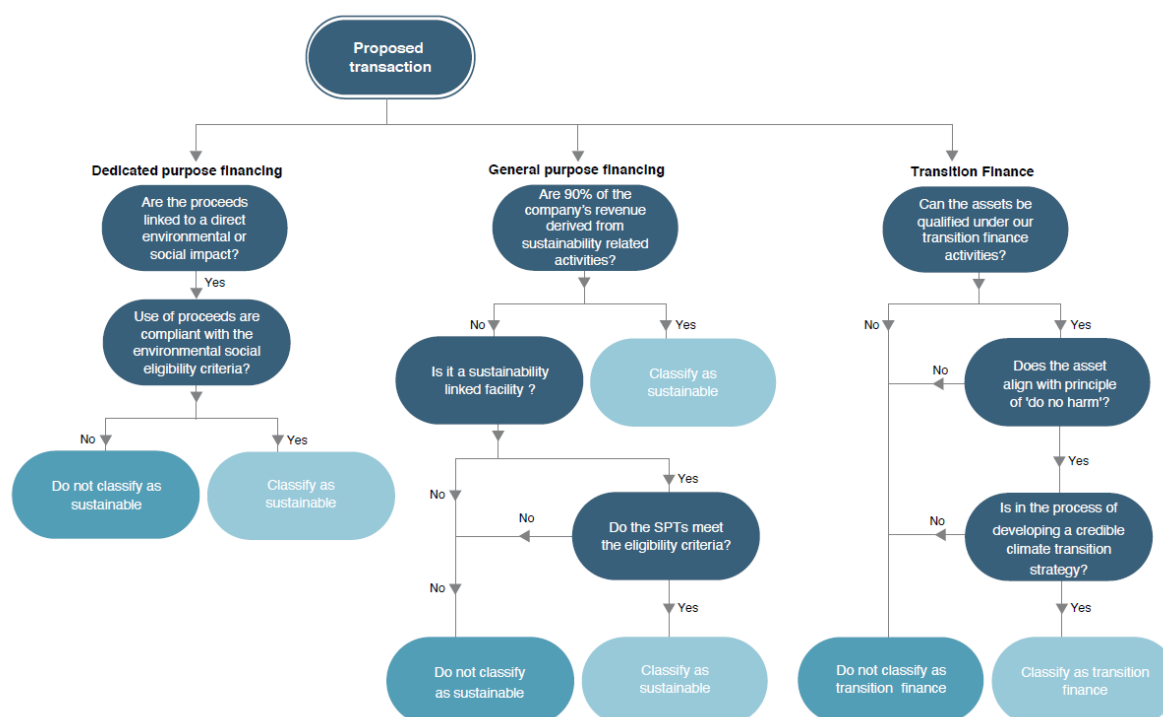 Proposed
transaction
Dedicated purpose financing
Are the proceeds
linked to a direct
environmental or
social impact?
Yes
Use of proceeds are
compliant with the
environmental social
eligibility criteria?
No
Yes
Do not classify as
sustainable
Classify as
sustainable
General purpose financing
Are 90% of the
company's revenue
derived from
sustainability related
activities?
No
Yes
Is it a sustainability
linked facility ?
Classify as
sustainable
No
Yes
No
Do the SPTs meet
the eligibility criteria?
No
Yes
Do not classify
as sustainable
Classify as
sustainable
Transition Finance
Can the assets be
qualified under our
transition finance
activities?
No
Yes
No
Does the asset
align with principle
of 'do no harm'?
Yes
No
Is in the process of
developing a credible
climate transition
strategy?
Yes
Do not classify as
transition finance
Classify as transition
finance